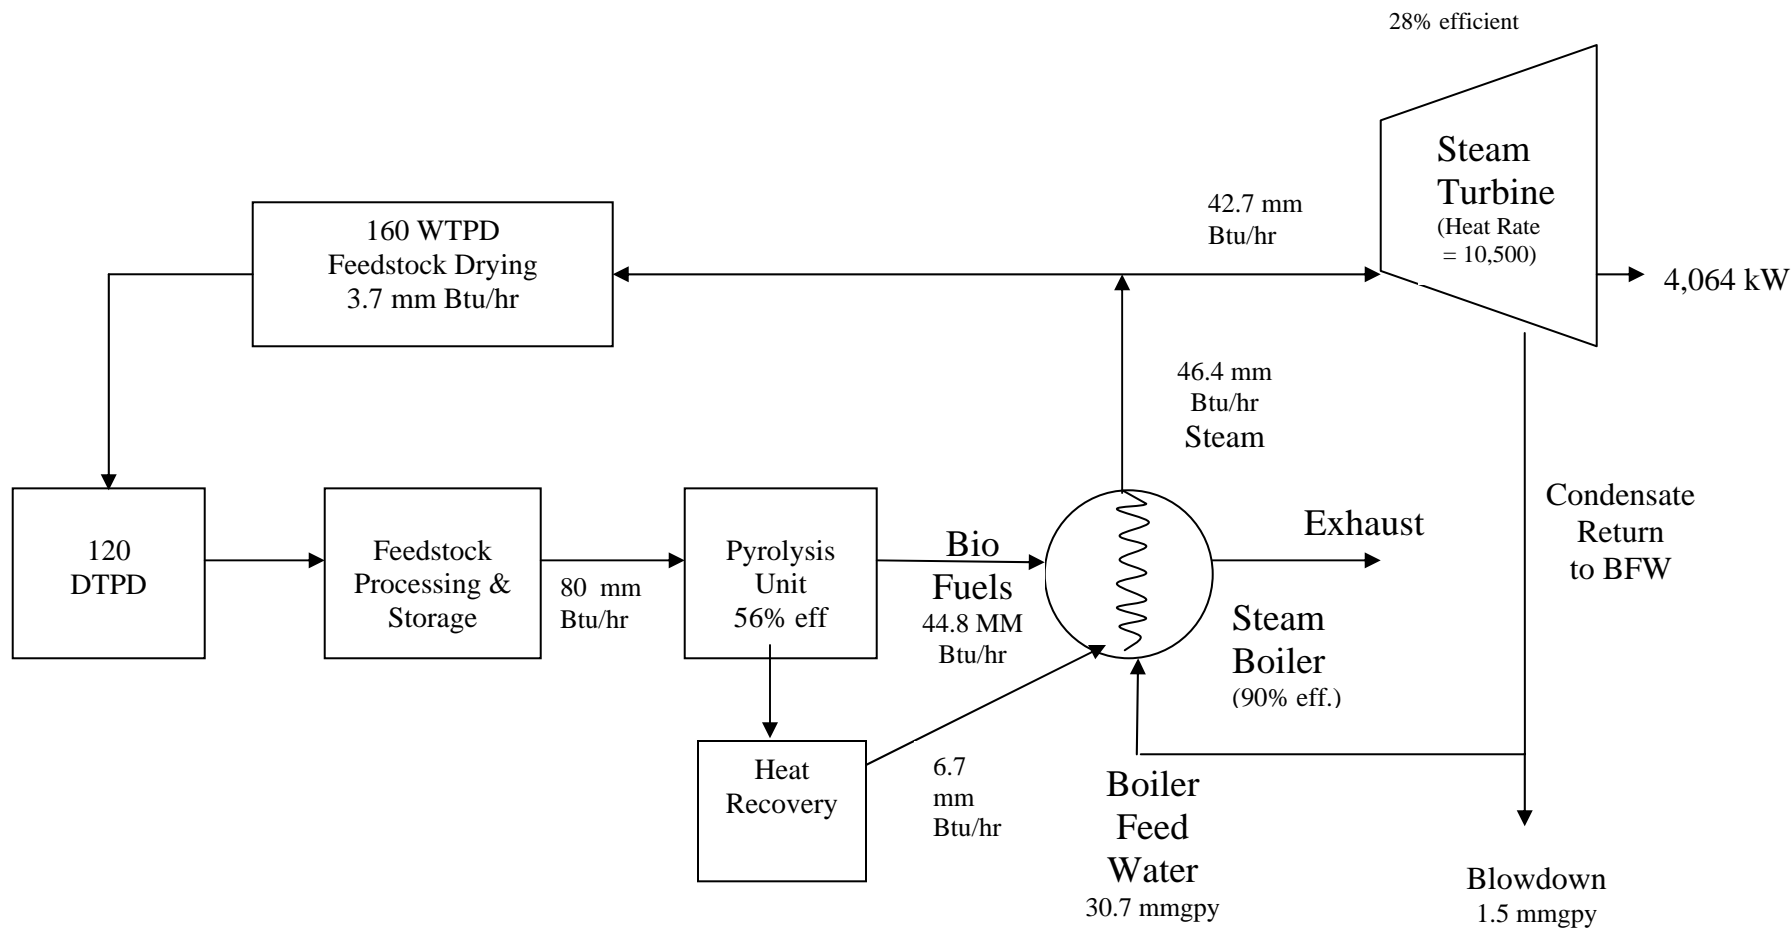 28% efficient
Steam
Turbine
(Heat Rate
= 10,500)
42.7 mm
Btu/hr
160 WTPD
Feedstock Drying
3.7 mm Btu/hr
4,064 kW
46.4 mm
Btu/hr
Steam
120
DTPD
Feedstock
Processing &
Storage
80 mm
Btu/hr
Pyrolysis
Unit
56% eff
Bio
Fuels
44.8 MM
Btu/hr
Exhaust
Steam
Boiler
(90% eff.)
Condensate
Return
to BFW
Heat
Recovery
6.7
mm
Btu/hr
Boiler
Feed
Water
30.7 mmgpy
Blowdown
1.5 mmgpy